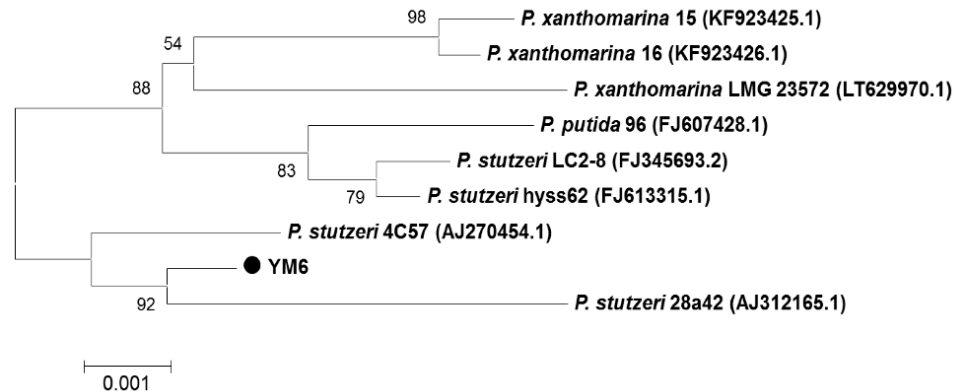 98
P. xanthomarina 15 (KF923425.1)
54
P. xanthomarina 16 (KF923426.1)
88
P. xanthomarina LMG 23572 (LT629970.1)
P. putida 96 (FJ607428.1)
83
P. stutzeri LC2-8 (FJ345693.2)
79
P. stutzeri hyss62 (FJ613315.1)
P. stutzeri 4C57 (AJ270454.1)
YM6
92
P. stutzeri 28a42 (AJ312165.1)
0.001